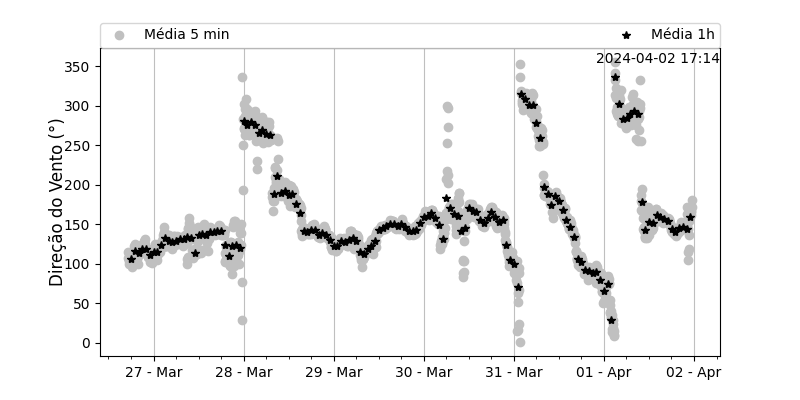 Média 5 min
Média 1h
2024-04-02 17:14
Direção do Vento (°)
350
300
250
200
150
100
50
0
27 - Mar
28 - Mar
29 - Mar
30 - Mar
31 - Mar
01 - Apr
02 - Apr